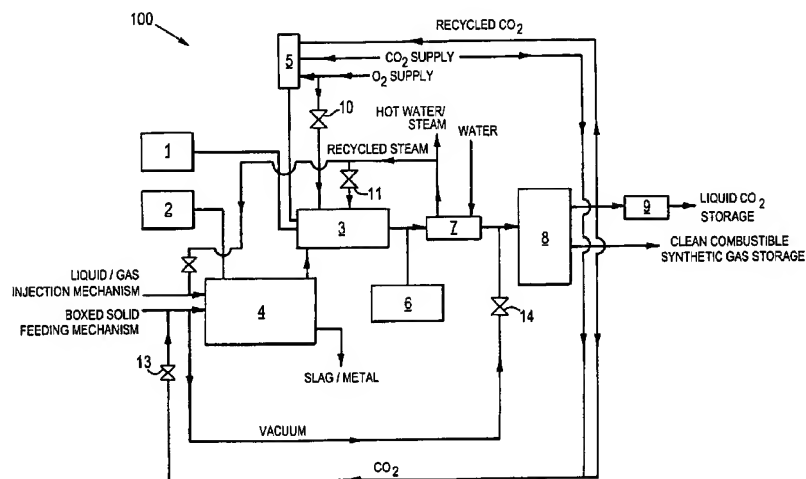 100
RECYCLED CO2
CO2 SUPPLY
O2 SUPPLY
5
10
HOT WATER/
STEAM
WATER
1
RECYCLED STEAM
11
2
3
7
8
9
LIQUID CO2
STORAGE
CLEAN COMBUSTIBLE
SYNTHETIC GAS STORAGE
LIQUID / GAS
INJECTION MECHANISM
BOXED SOLID
FEEDING MECHANISM
4
6
14
13
SLAG / METAL
VACUUM
CO2